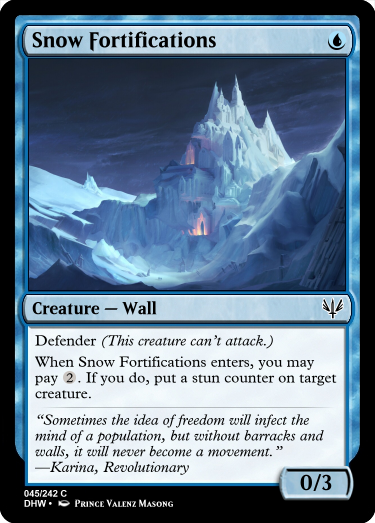 Snow Fortifications
Creature — Wall
Defender (This creature can't attack.)
When Snow Fortifications enters, you may
pay 2. If you do, put a stun counter on target
creature.
“Sometimes the idea of freedom will infect the
mind of a population, but without barracks and
walls, it will never become a movement.”
—Karina, Revolutionary
0/3
045/242 C
DHW • Prince Valenz Masong